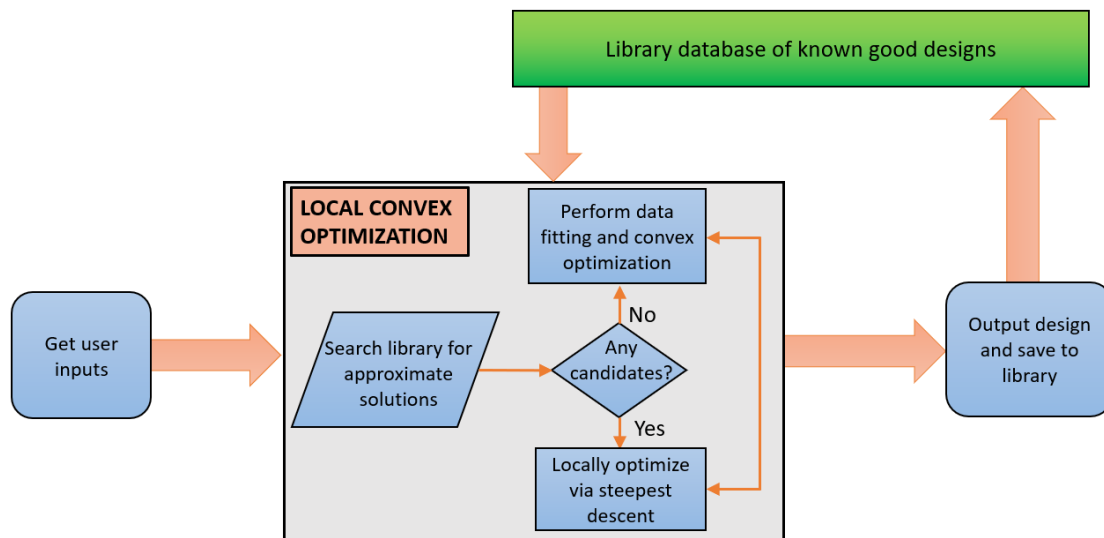 Library database of known good designs
LOCAL CONVEX
OPTIMIZATION
Perform data
fitting and convex
optimization
Get user
inputs
Search library for
approximate
solutions
No
Any
candidates?
Yes
Locally optimize
via steepest
descent
Output design
and save to
library